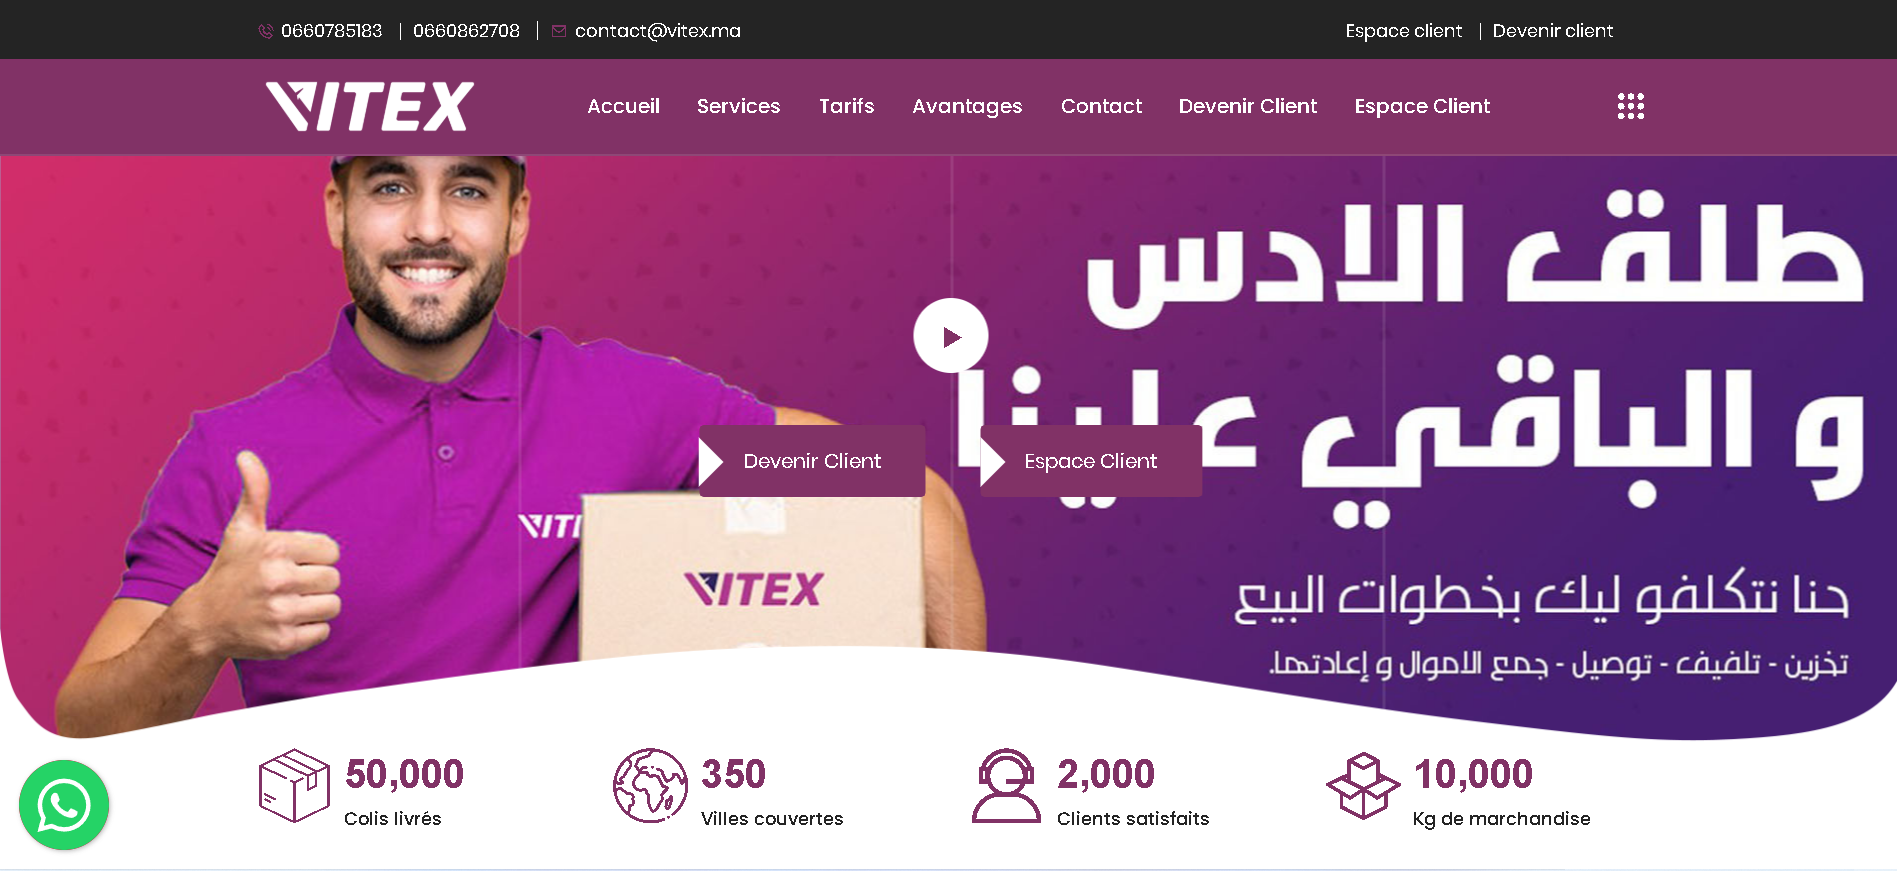 0660785183 | 0660862708 | contact@vitex.ma
Espace client | Devenir client
VITEX
Accueil Services Tarifs Avantages Contact Devenir Client Espace Client
طلق الادس
و الباقي علينا
Devenir Client
Espace Client
VITEX
حنا نتكلفو ليك بخطوات البيع
تخزين - تلفيف - توصيل - جمع الاموال و إعادتها.
50,000
Colis livrés
350
Villes couvertes
2,000
Clients satisfaits
10,000
Kg de marchandise